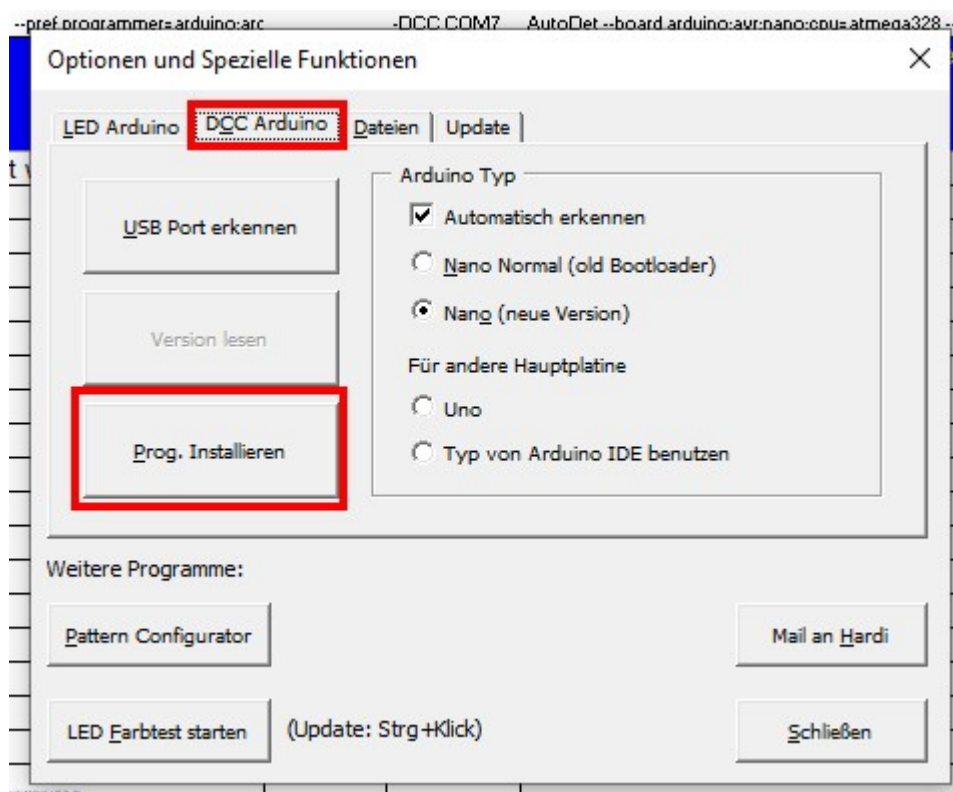 --pref programmer=arduino:arc -DCC COM7 AutoDet --board arduino:avr:nano:cpu=atmega328 --
Optionen und Spezielle Funktionen
LED Arduino DCC Arduino Dateien Update
Arduino Typ
USB Port erkennen
Automatisch erkennen
Nano Normal (old Bootloader)
Version lesen
Nano (neue Version)
Für andere Hauptplatine
Uno
Prog. Installieren
Typ von Arduino IDE benutzen
Weitere Programme:
Pattern Configurator
Mail an Hardi
LED Farbtest starten
(Update: Strg+Klick)
Schließen